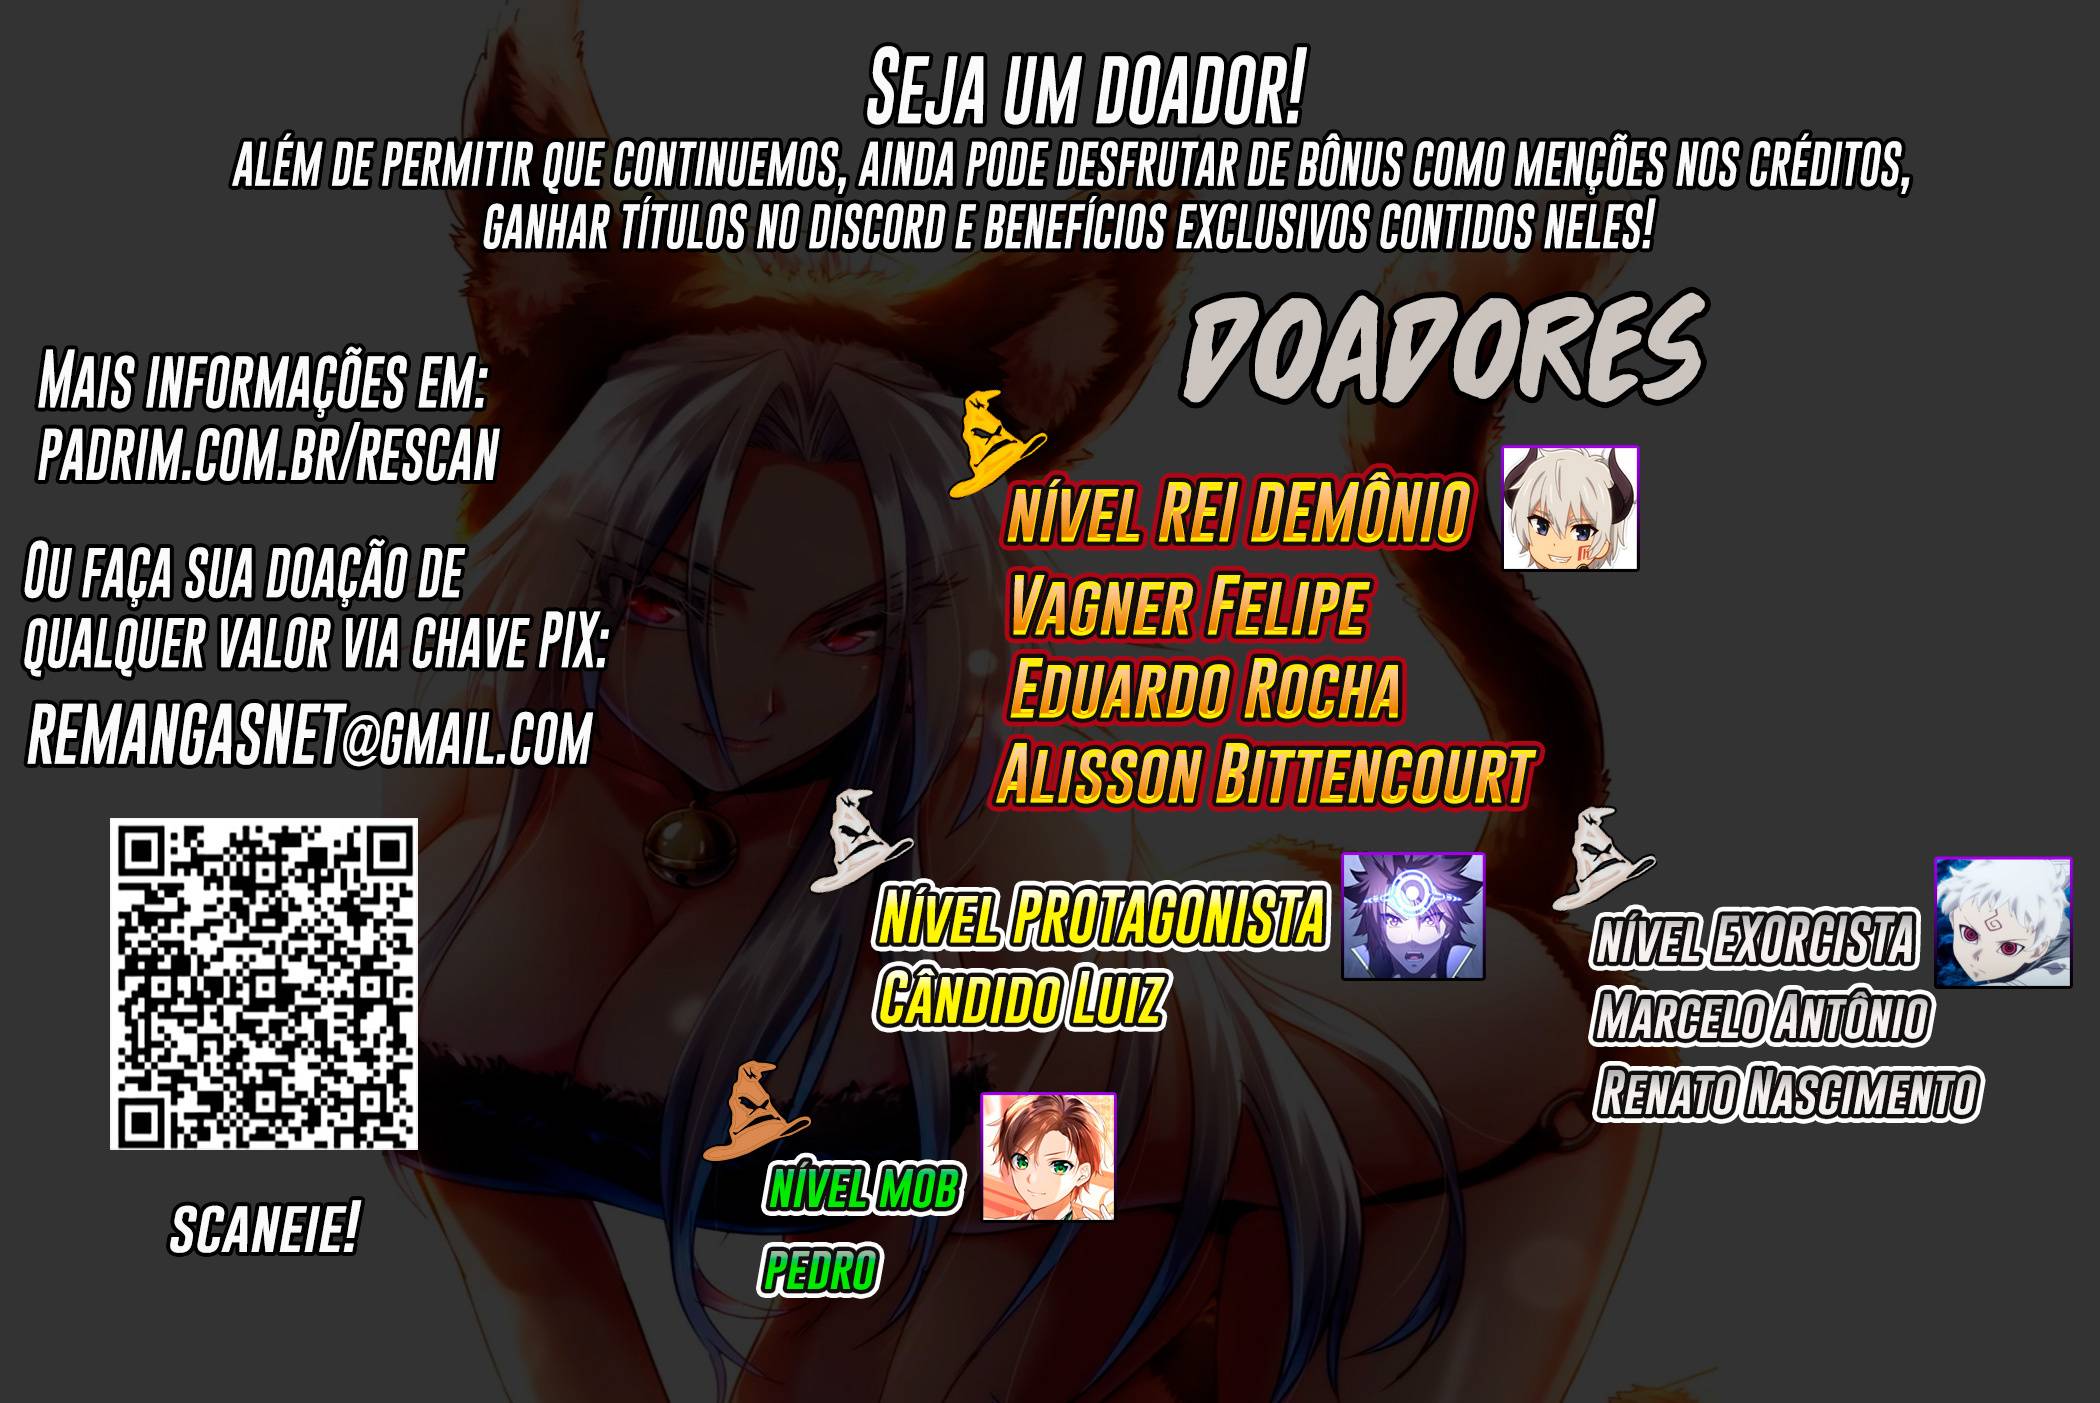 SEJA UM DOADOR!
ALÉM DE PERMITIR QUE CONTINUEMOS, AINDA PODE DESFRUTAR DE BÔNUS COMO MENÇÕES NOS CRÉDITOS,
GANHAR TÍTULOS NO DISCORD E BENEFÍCIOS EXCLUSIVOS CONTIDOS NELES!
MAIS INFORMAÇÕES EM:
PADRIM.COM.BR/RESCAN
OU FAÇA SUA DOAÇÃO DE
QUALQUER VALOR VIA CHAVE PIX:
REMANGASNET@GMAIL.COM
SCANEIE!
DOADORES
NÍVEL REI DEMÔNIO
VAGNER FELIPE
EDUARDO ROCHA
ALISSON BITTENCOURT
NÍVEL PROTAGONISTA
CÂNDIDO LUIZ
NÍVEL EXORCISTA
MARCELO ANTÔNIO
RENATO NASCIMENTO
NÍVEL MOB
PEDRO